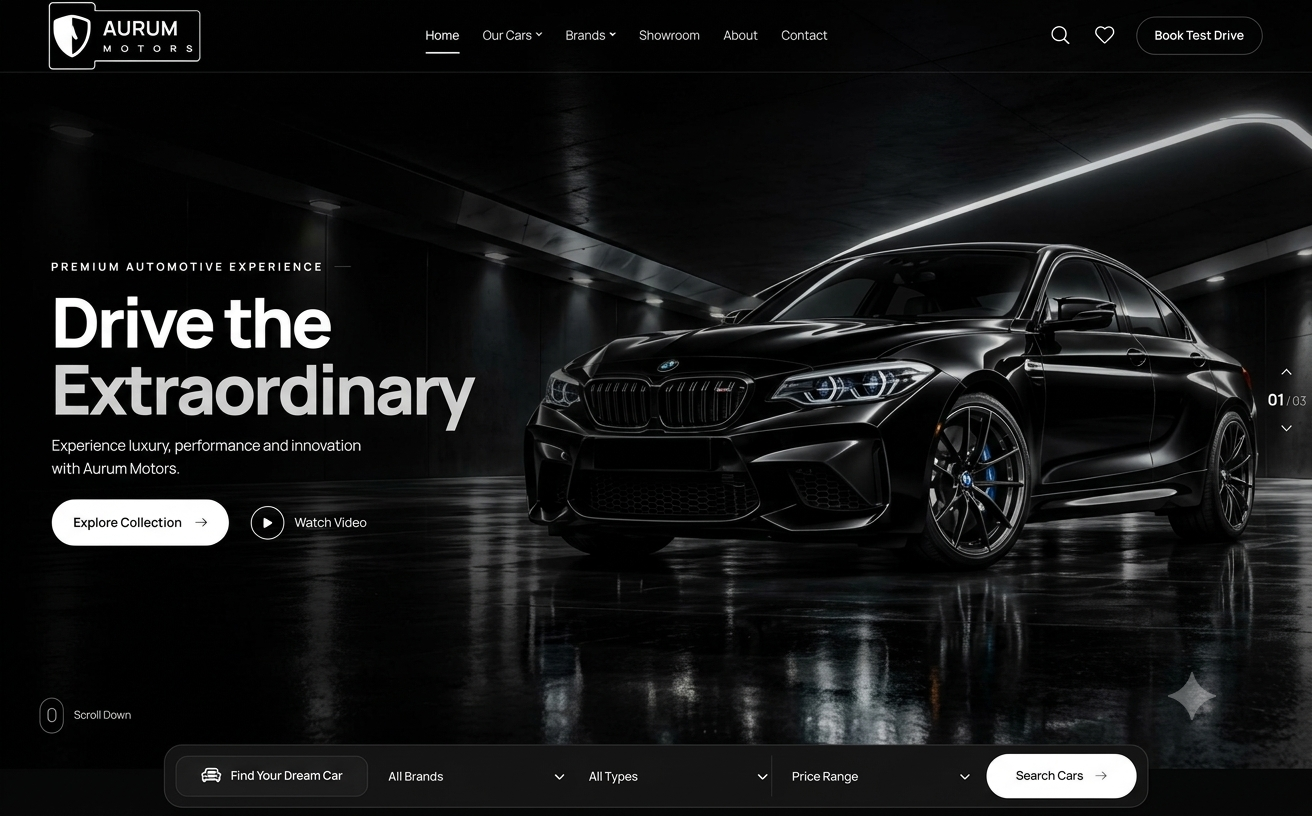 AURUM
MOTORS
Home
Our Cars
Brands
Showroom
About
Contact
Book Test Drive
PREMIUM AUTOMOTIVE EXPERIENCE
Drive the
Extraordinary
Experience luxury, performance and innovation
with Aurum Motors.
Explore Collection
Watch Video
01 / 03
Scroll Down
Find Your Dream Car
All Brands
All Types
Price Range
Search Cars